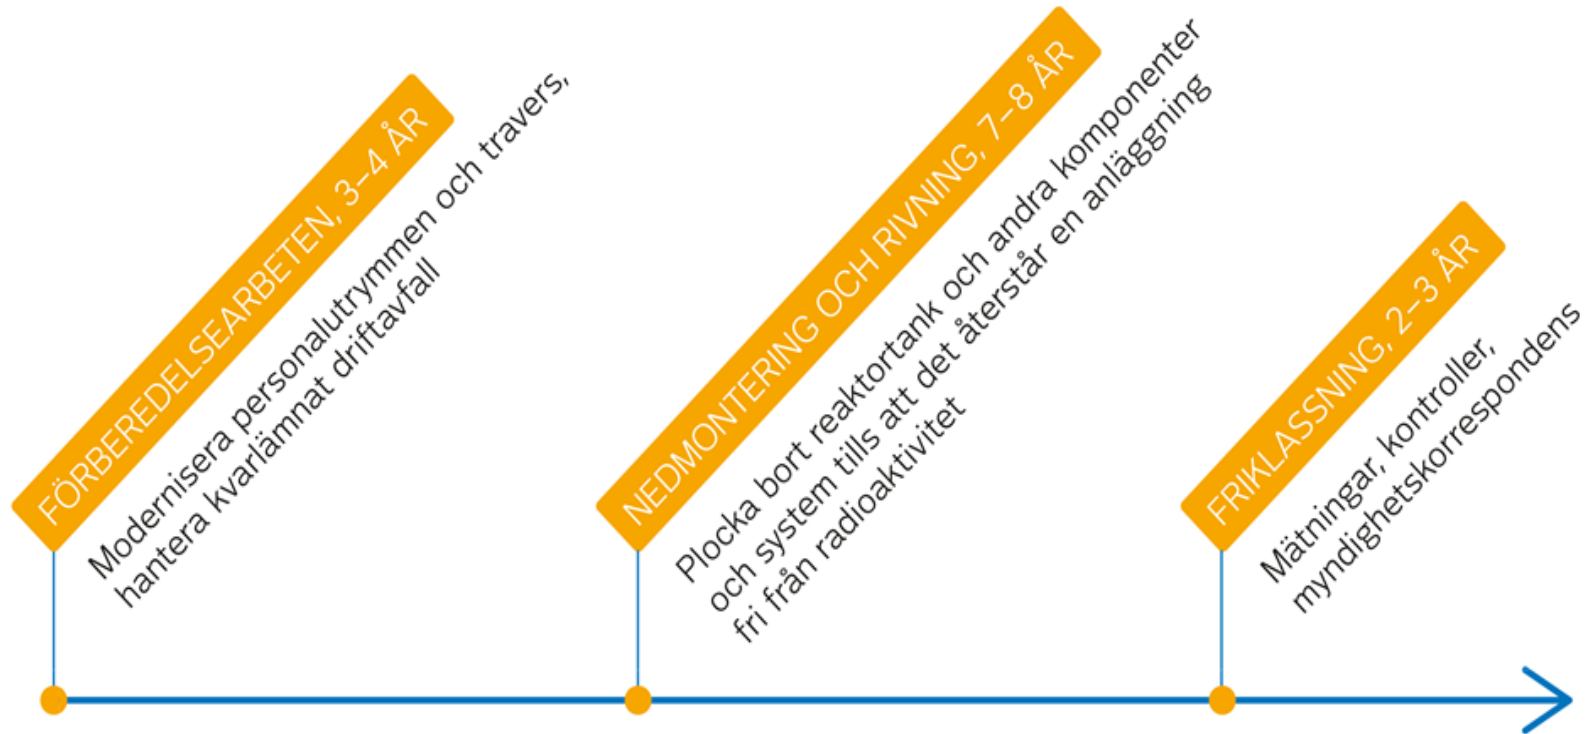 FÖRBEREDELSEARBETEN, 3–4 ÅR
Modernisera personalutrymmen och travers,
hantera kvarlämnat driftavfall
NEDMONTERING OCH RIVNING, 7–8 ÅR
Plocka bort reaktortank och andra komponenter
och system tills att det återstår en anläggning
fri från radioaktivitet
FRIKLASSNING, 2–3 ÅR
Mätningar, kontroller,
myndighetskorrespondens